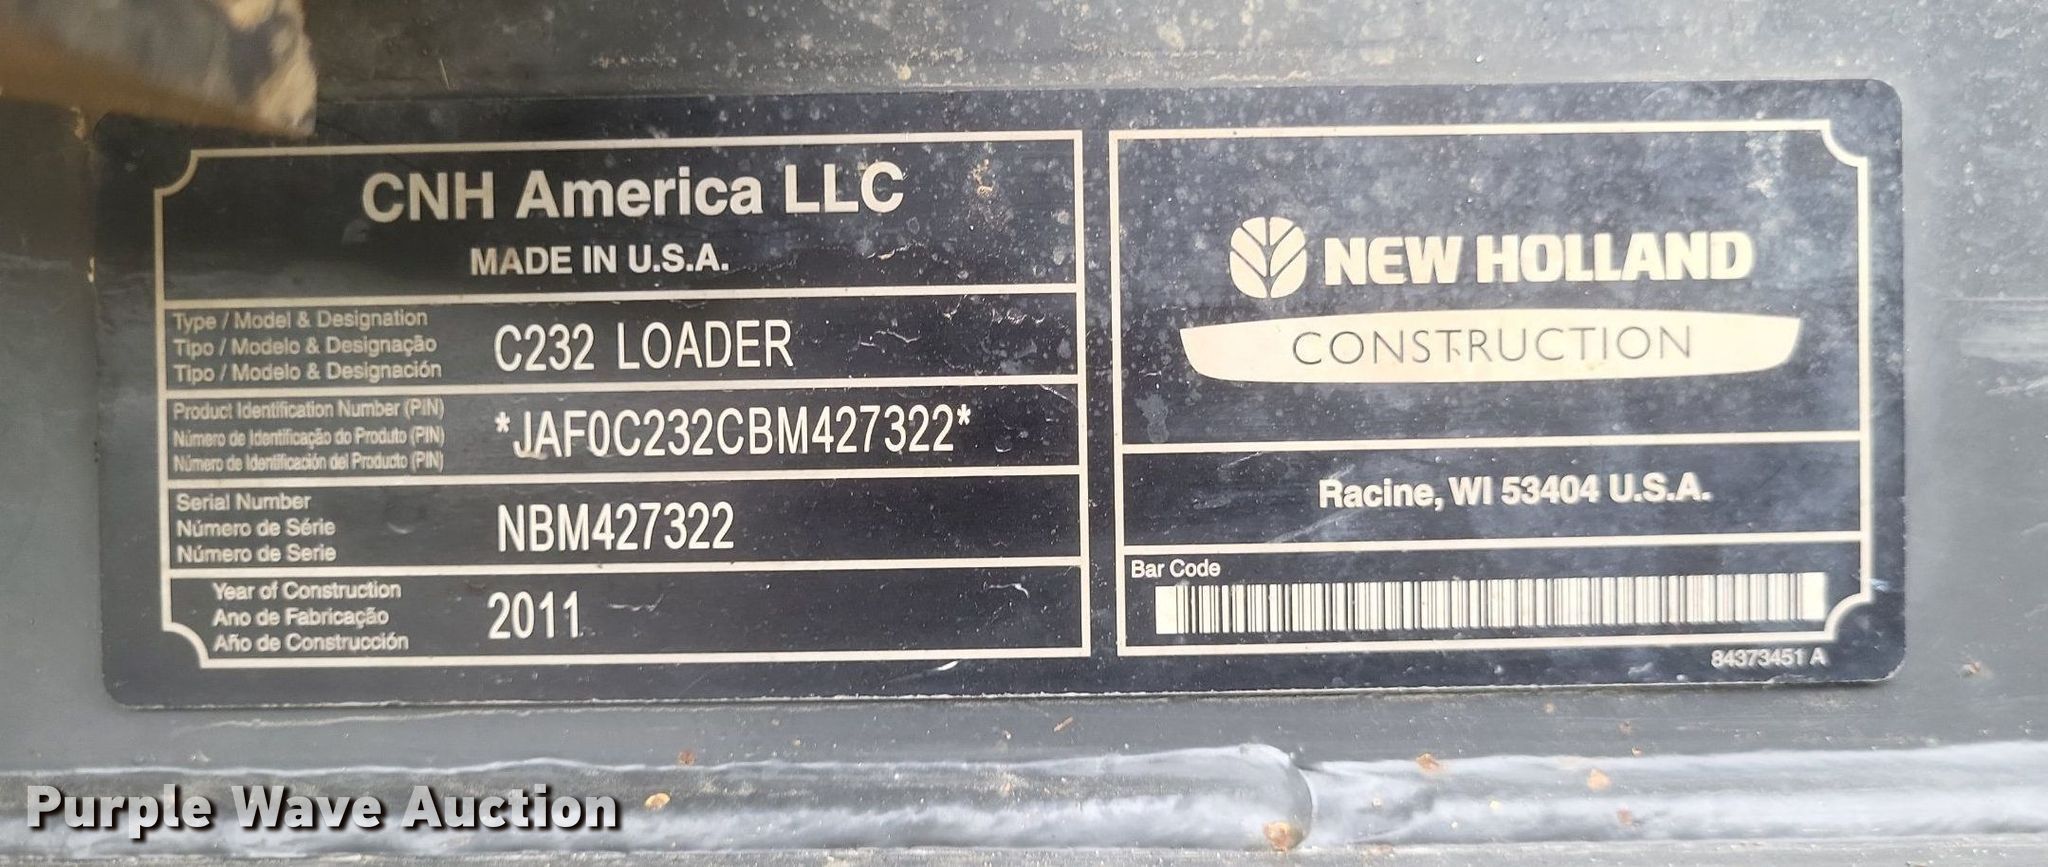 CNH America LLC
MADE IN U.S.A.
Type / Model & Designation
Tipo / Modelo & Designação
Tipo / Modelo & Designación
C232 LOADER
Product Identification Number (PIN)
Número de Identificação do Produto (PIN)
Número de Identificación del Producto (PIN)
*JAF0C232CBM427322*
Serial Number
Número de Série
Número de Serie
NBM427322
Year of Construction
Ano de Fabricação
Año de Construcción
2011
NEW HOLLAND
CONSTRUCTION
Racine, WI 53404 U.S.A.
Bar Code
84373451 A
Purple Wave Auction